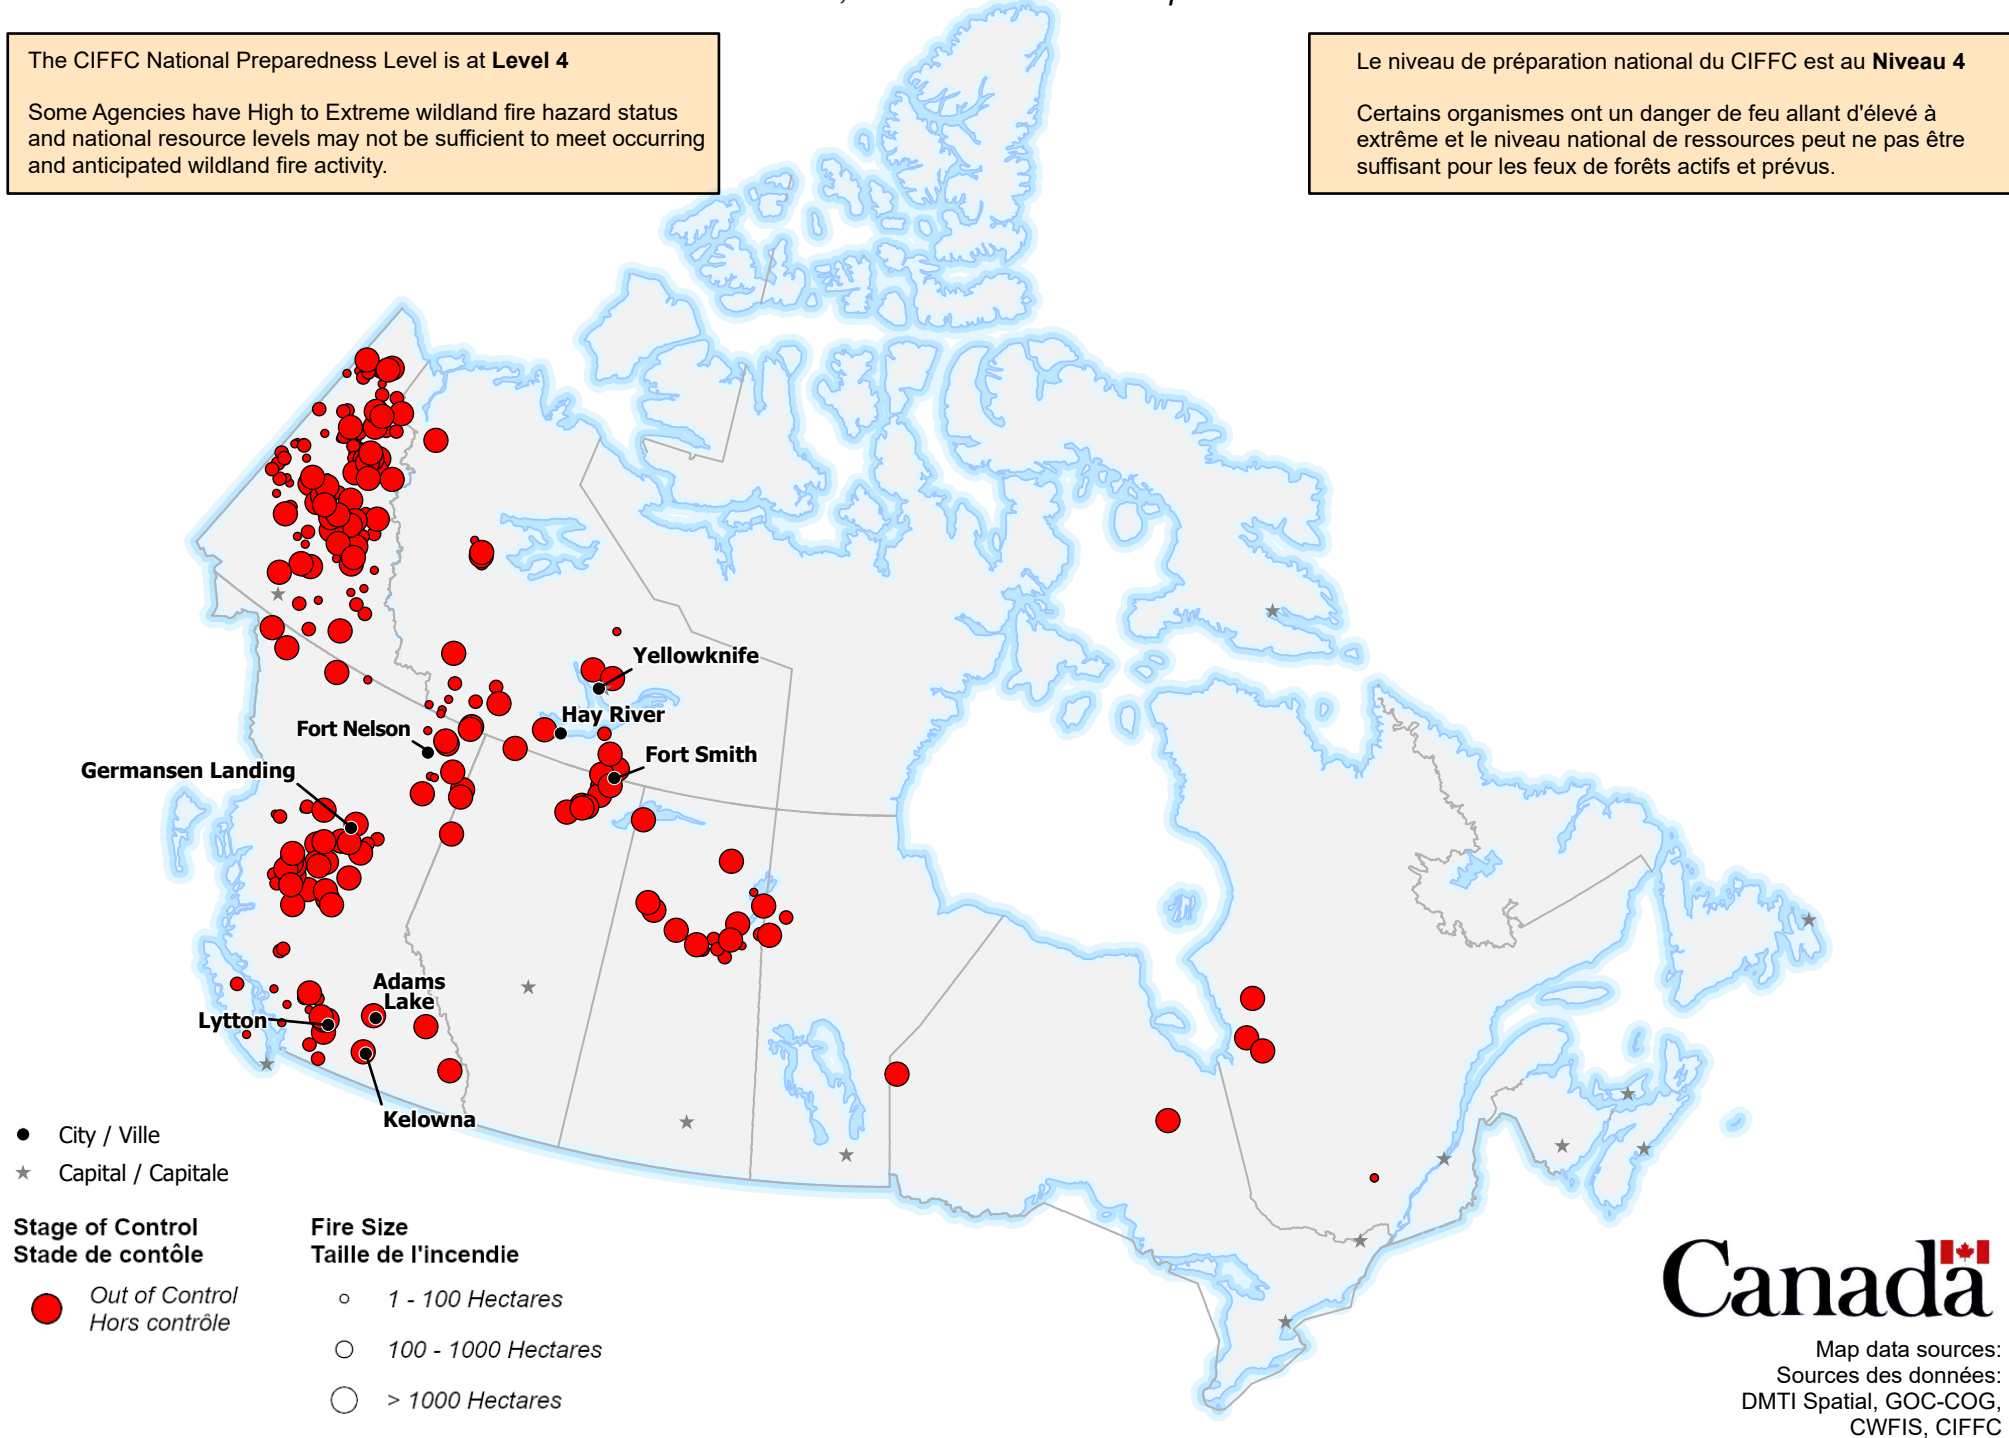 The CIFFC National Preparedness Level is at Level 4
Some Agencies have High to Extreme wildland fire hazard status
and national resource levels may not be sufficient to meet occurring
and anticipated wildland fire activity.
Le niveau de préparation national du CIFFC est au Niveau 4
Certains organismes ont un danger de feu allant d'élevé à
extrême et le niveau national de ressources peut ne pas être
suffisant pour les feux de forêts actifs et prévus.
Yellowknife
Hay River
Fort Nelson
Fort Smith
Germansen Landing
Adams
Lake
Lytton
Kelowna
City / Ville
Capital / Capitale
Stage of Control
Stade de contôle
Out of Control
Hors contrôle
Fire Size
Taille de l'incendie
1 - 100 Hectares
100 - 1000 Hectares
> 1000 Hectares
Canada
Map data sources:
Sources des données:
DMTI Spatial, GOC-COG,
CWFIS, CIFFC